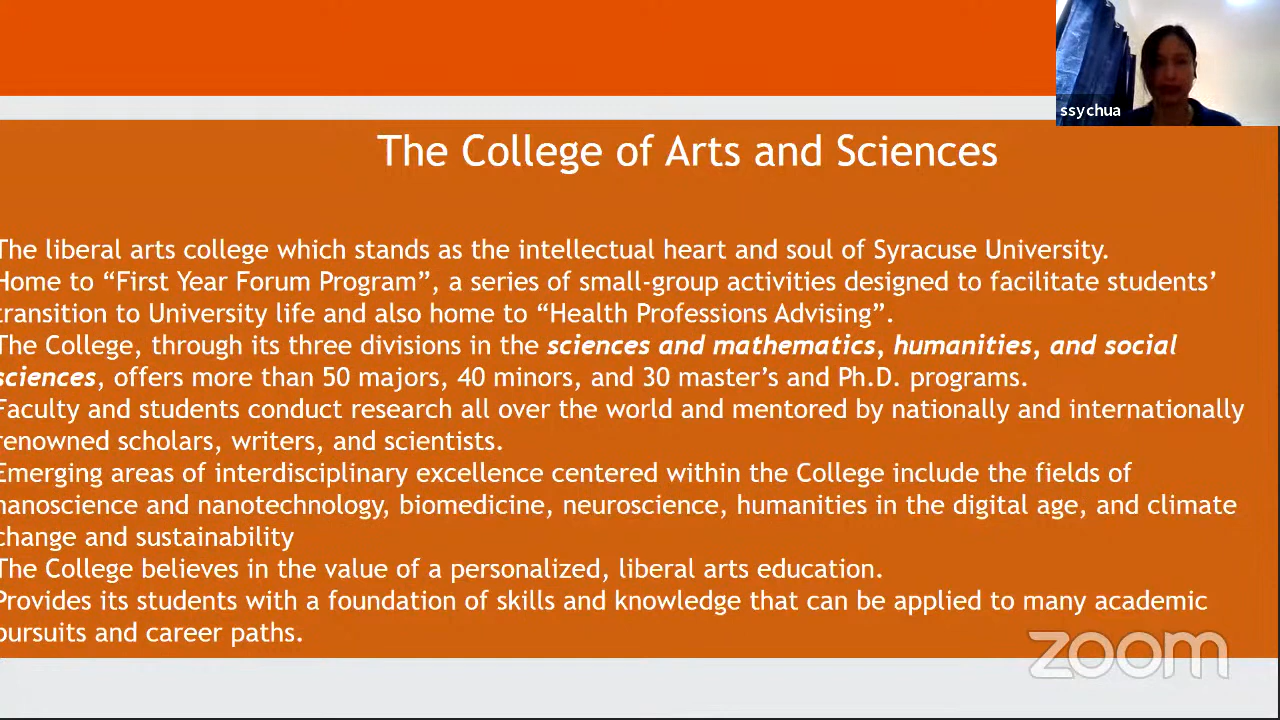 ssychua
The College of Arts and Sciences
The liberal arts college which stands as the intellectual heart and soul of Syracuse University.
Home to “First Year Forum Program”, a series of small-group activities designed to facilitate students’
transition to University life and also home to “Health Professions Advising”.
The College, through its three divisions in the sciences and mathematics, humanities, and social
sciences, offers more than 50 majors, 40 minors, and 30 master’s and Ph.D. programs.
Faculty and students conduct research all over the world and mentored by nationally and internationally
renowned scholars, writers, and scientists.
Emerging areas of interdisciplinary excellence centered within the College include the fields of
nanoscience and nanotechnology, biomedicine, neuroscience, humanities in the digital age, and climate
change and sustainability
The College believes in the value of a personalized, liberal arts education.
Provides its students with a foundation of skills and knowledge that can be applied to many academic
pursuits and career paths.
zoom